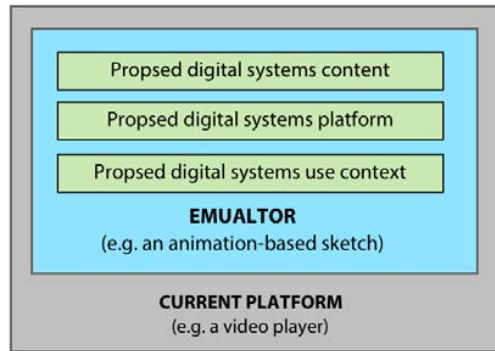 Propsed digital systems content
Propsed digital systems platform
Propsed digital systems use context
EMUALTOR
(e.g. an animation-based sketch)
CURRENT PLATFORM
(e.g. a video player)